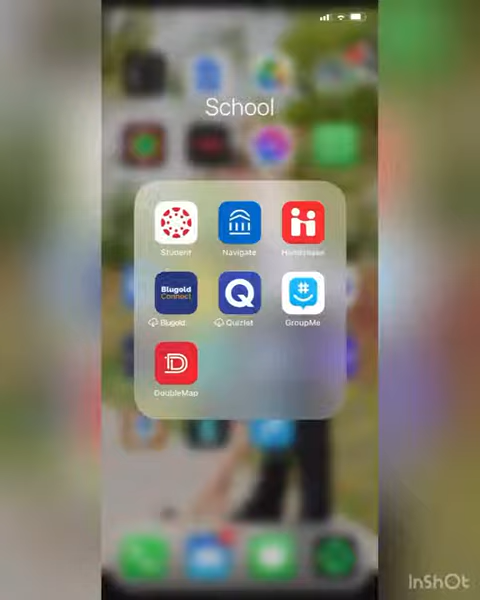 School
Student
Navigate
Handshake
Blugold
Connect
Blugold
Quizlet
GroupMe
DoubleMap
InShOt